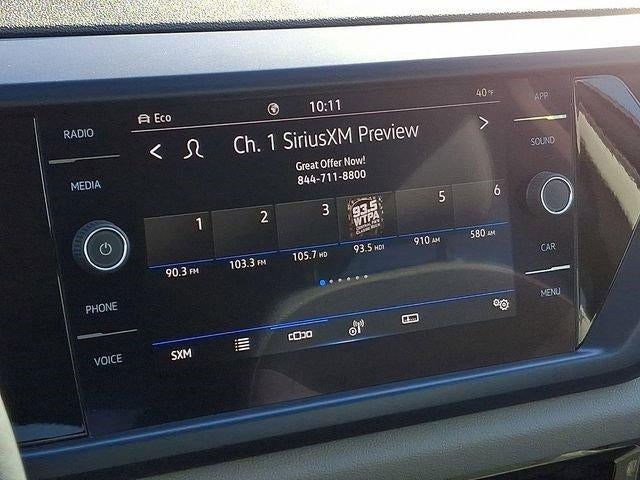 RADIO
MEDIA
PHONE
VOICE
Eco
10:11
40°F
Ch. 1 SiriusXM Preview
Great Offer Now!
844-711-8800
1
2
3
5
6
93.5
WTPA
90.3 FM
103.3 FM
105.7 HD
93.5 HD1
910 AM
580 AM
SXM
APP
SOUND
CAR
MENU